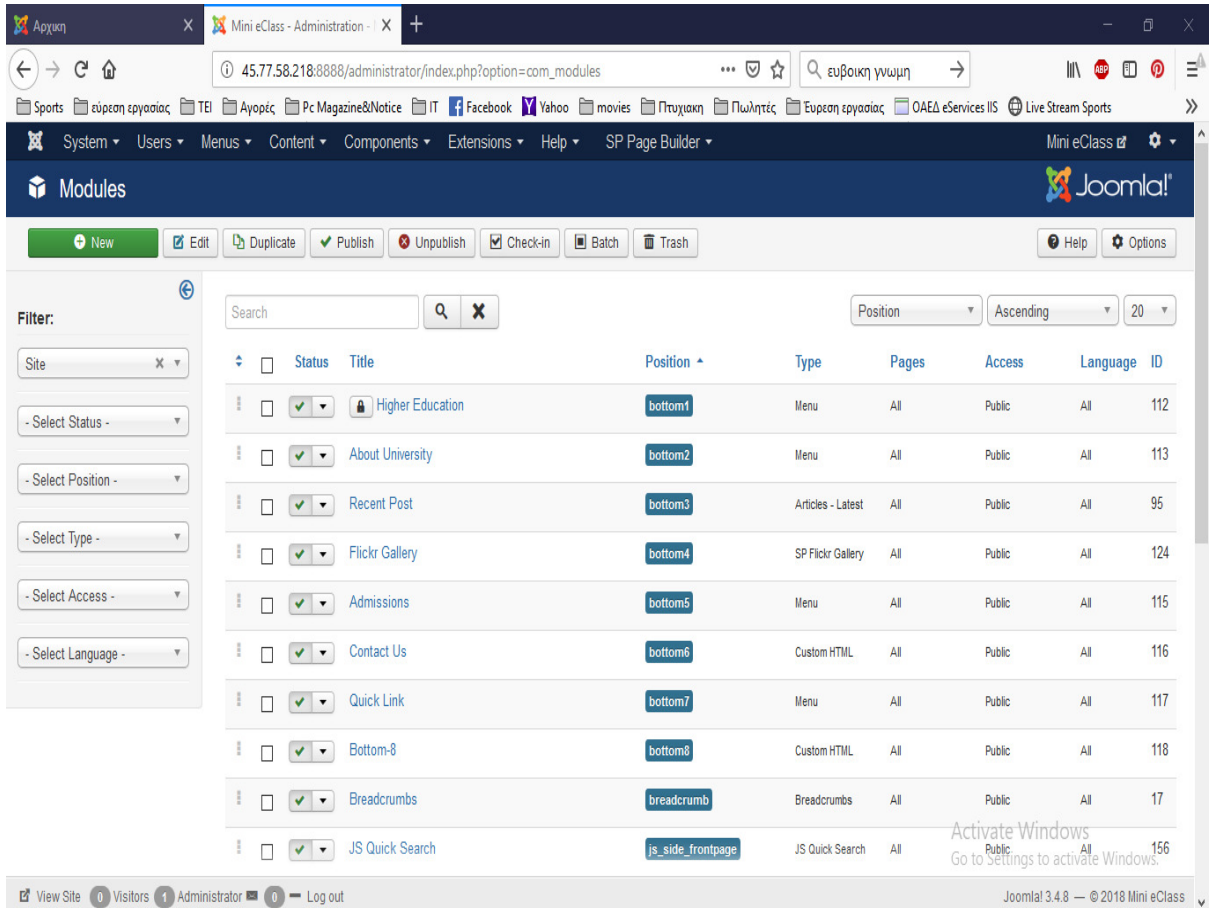 Αρχικη
Mini eClass - Administration - 
45.77.58.218:8888/administrator/index.php?option=com_modules
ευβοικη γνωμη
Sports εύρεση εργασίας TEI Αγορές Pc Magazine&Notice IT Facebook Yahoo movies Πτυχιακη Πωλητές Έυρεση εργασίας ΟΑΕΔ eServices IIS Live Stream Sports
System Users Menus Content Components Extensions Help SP Page Builder Mini eClass
Modules Joomla!
New Edit Duplicate Publish Unpublish Check-in Batch Trash Help Options
Filter:
Search Position Ascending 20
Site
- Select Status -
- Select Position -
- Select Type -
- Select Access -
- Select Language -
Status Title Position Type Pages Access Language ID
Higher Education bottom1 Menu All Public All 112
About University bottom2 Menu All Public All 113
Recent Post bottom3 Articles - Latest All Public All 95
Flickr Gallery bottom4 SP Flickr Gallery All Public All 124
Admissions bottom5 Menu All Public All 115
Contact Us bottom6 Custom HTML All Public All 116
Quick Link bottom7 Menu All Public All 117
Bottom-8 bottom8 Custom HTML All Public All 118
Breadcrumbs breadcrumb Breadcrumbs All Public All 17
JS Quick Search js_side_frontpage JS Quick Search All Public All 156
Activate Windows
Go to Settings to activate Windows.
View Site 0 Visitors 1 Administrator 0 Log out Joomla! 3.4.8 — © 2018 Mini eClass